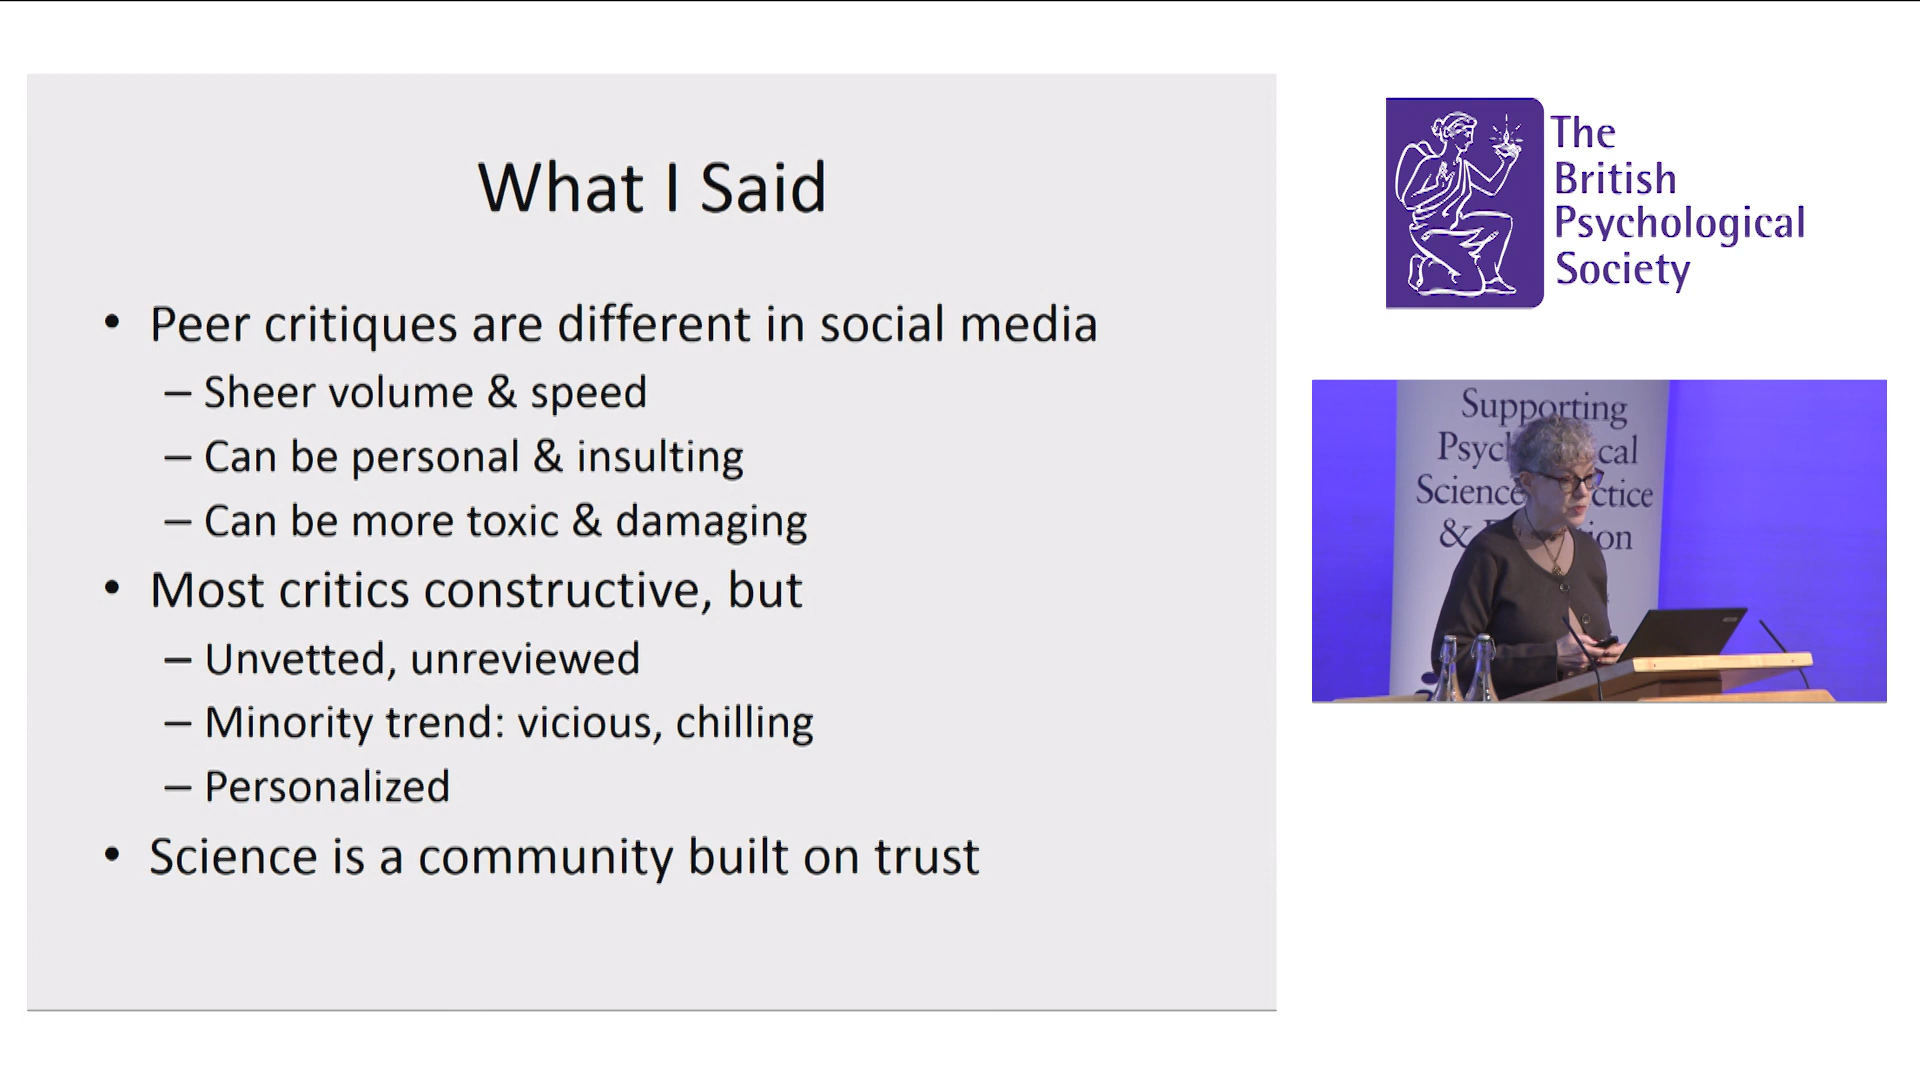 What I Said
• Peer critiques are different in social media
– Sheer volume & speed
– Can be personal & insulting
– Can be more toxic & damaging
• Most critics constructive, but
– Unvetted, unreviewed
– Minority trend: vicious, chilling
– Personalized
• Science is a community built on trust
The
British
Psychological
Society
Supporting
Science
&